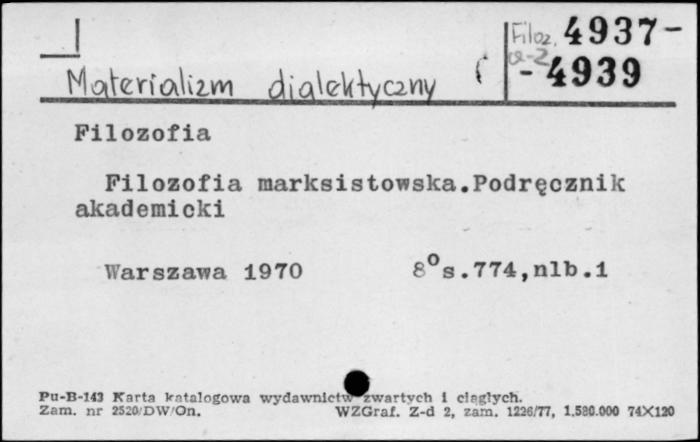 Filoz. 4937-
a-2 - 4939
Materializm dialektyczny
Filozofia
Filozofia marksistowska.Podręcznik
akademicki
Warszawa 1970 8°s.774,nlb.1
Pu-B-143 Karta katalogowa wydawnictw zwartych i ciągłych.
Zam. nr 2520/DW/On. WZGraf. Z-d 2, zam. 1226/77, 1.580.000 74X120